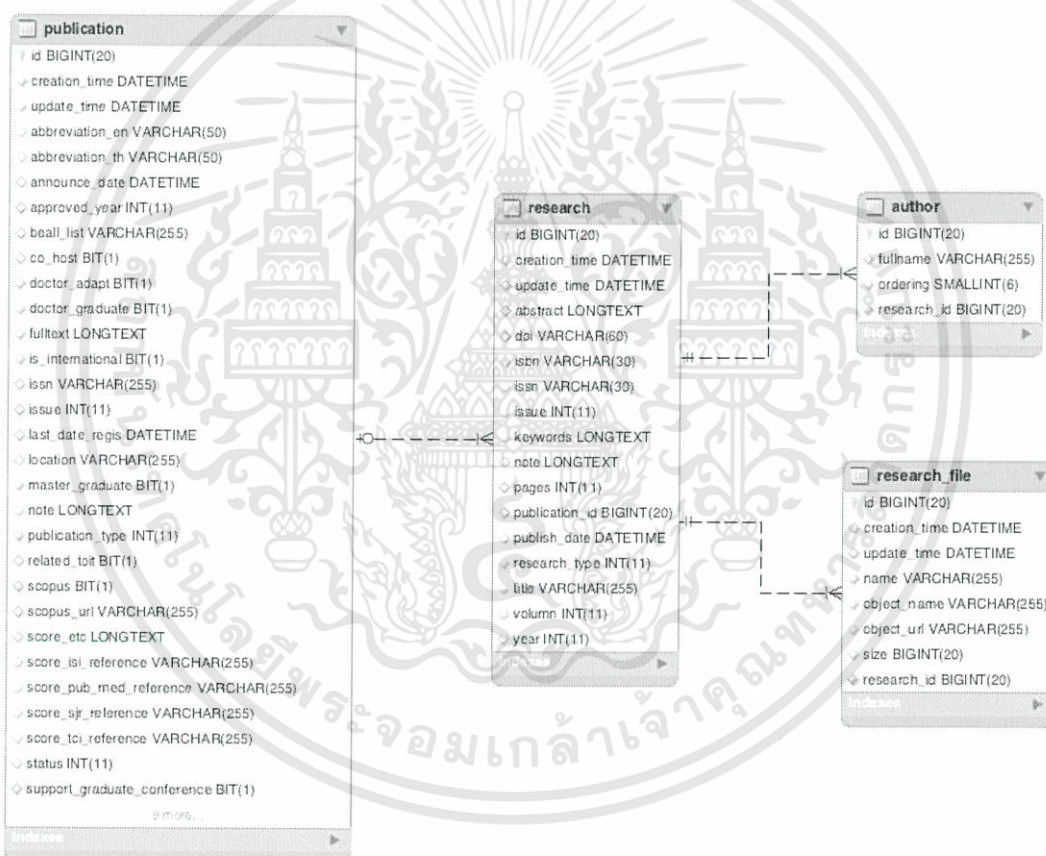 publication
id BIGINT(20)
creation_time DATETIME
update_time DATETIME
abbreviation_en VARCHAR(50)
abbreviation_th VARCHAR(50)
announce_date DATETIME
approved_year INT(11)
beall_list VARCHAR(255)
co_host BIT(1)
doctor_adapt BIT(1)
doctor_graduate BIT(1)
fulltext LONGTEXT
is_international BIT(1)
issn VARCHAR(255)
issue INT(11)
last_date_regis DATETIME
location VARCHAR(255)
master_graduate BIT(1)
note LONGTEXT
publication_type INT(11)
related_toit BIT(1)
scopus BIT(1)
scopus_url VARCHAR(255)
score_etc LONGTEXT
score_isi_reference VARCHAR(255)
score_pub_med_reference VARCHAR(255)
score_sjr_reference VARCHAR(255)
score_tci_reference VARCHAR(255)
status INT(11)
support_graduate_conference BIT(1)
9 more...
Indexes
research
id BIGINT(20)
creation_time DATETIME
update_time DATETIME
abstract LONGTEXT
doi VARCHAR(60)
isbn VARCHAR(30)
issn VARCHAR(30)
issue INT(11)
keywords LONGTEXT
note LONGTEXT
pages INT(11)
publication_id BIGINT(20)
publish_date DATETIME
research_type INT(11)
title VARCHAR(255)
volumn INT(11)
year INT(11)
Indexes
author
id BIGINT(20)
fullname VARCHAR(255)
ordering SMALLINT(6)
research_id BIGINT(20)
Indexes
research_file
id BIGINT(20)
creation_time DATETIME
update_time DATETIME
name VARCHAR(255)
object_name VARCHAR(255)
object_url VARCHAR(255)
size BIGINT(20)
research_id BIGINT(20)
Indexes